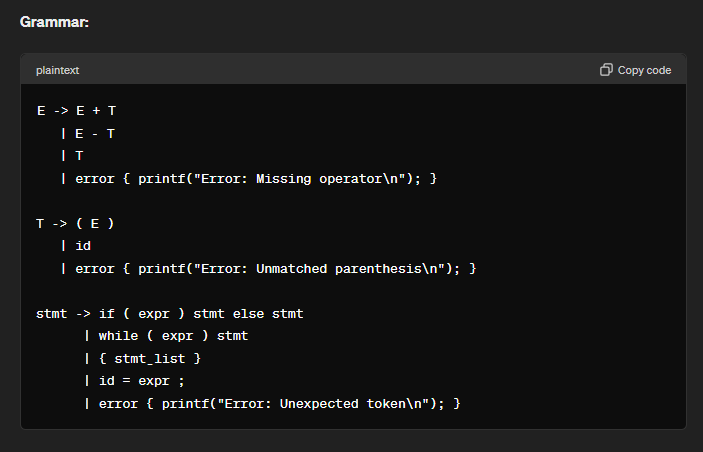 Grammar:
plaintext
Copy code
E -> E + T
| E - T
| T
| error { printf("Error: Missing operator\n"); }
T -> ( E )
| id
| error { printf("Error: Unmatched parenthesis\n"); }
stmt -> if ( expr ) stmt else stmt
| while ( expr ) stmt
| { stmt_list }
| id = expr ;
| error { printf("Error: Unexpected token\n"); }